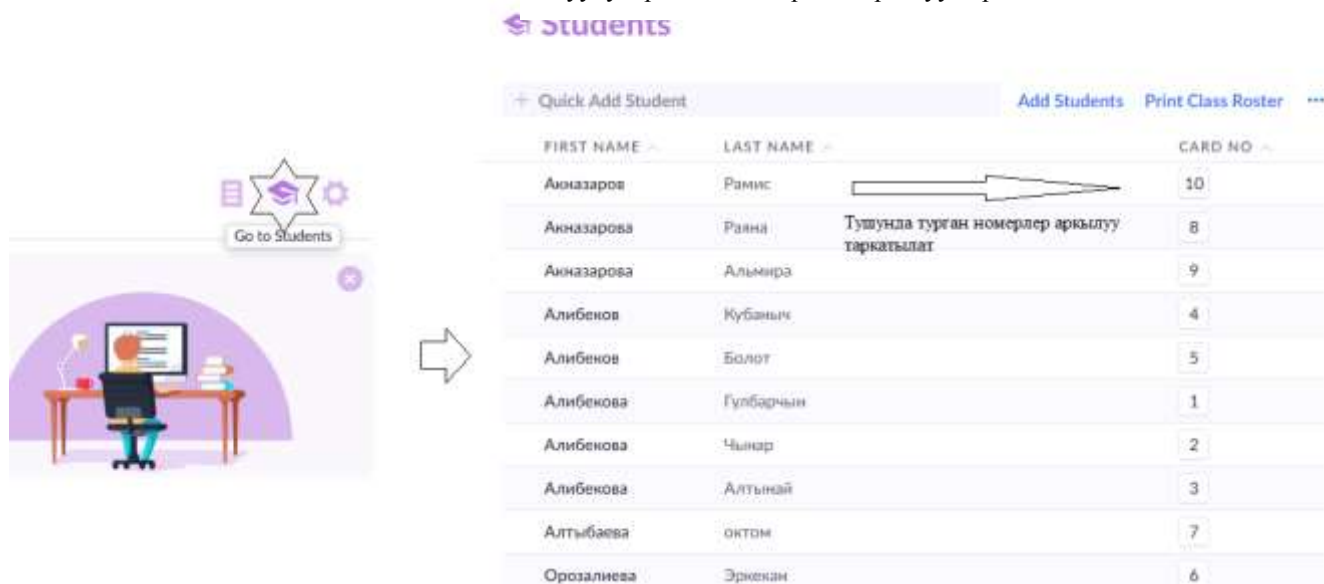 Students
Quick Add Student Add Students Print Class Roster
FIRST NAME LAST NAME CARD NO
Акназаров Рамис 10
Go to Students
Акназарова Раяна 8
Тушунда турган номерлер аркылуу
таркатылат
Акназарова Альмира 9
Алибеков Кубаныч 4
Алибеков Болот 5
Алибекова Гулбарчын 1
Алибекова Чынар 2
Алибекова Алтынай 3
Алтыбаева октом 7
Орозалиева Эркекан 6